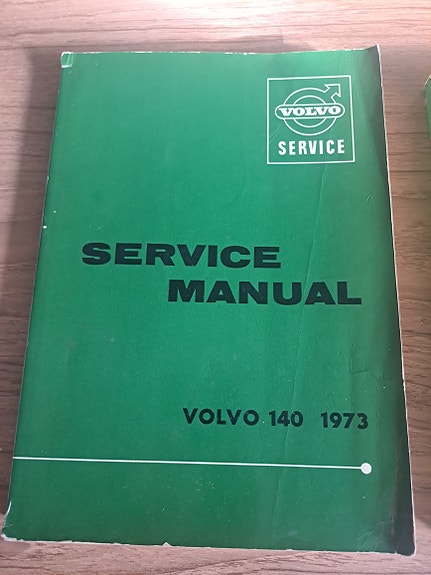 VOLVO
SERVICE
SERVICE
MANUAL
VOLVO 140 1973